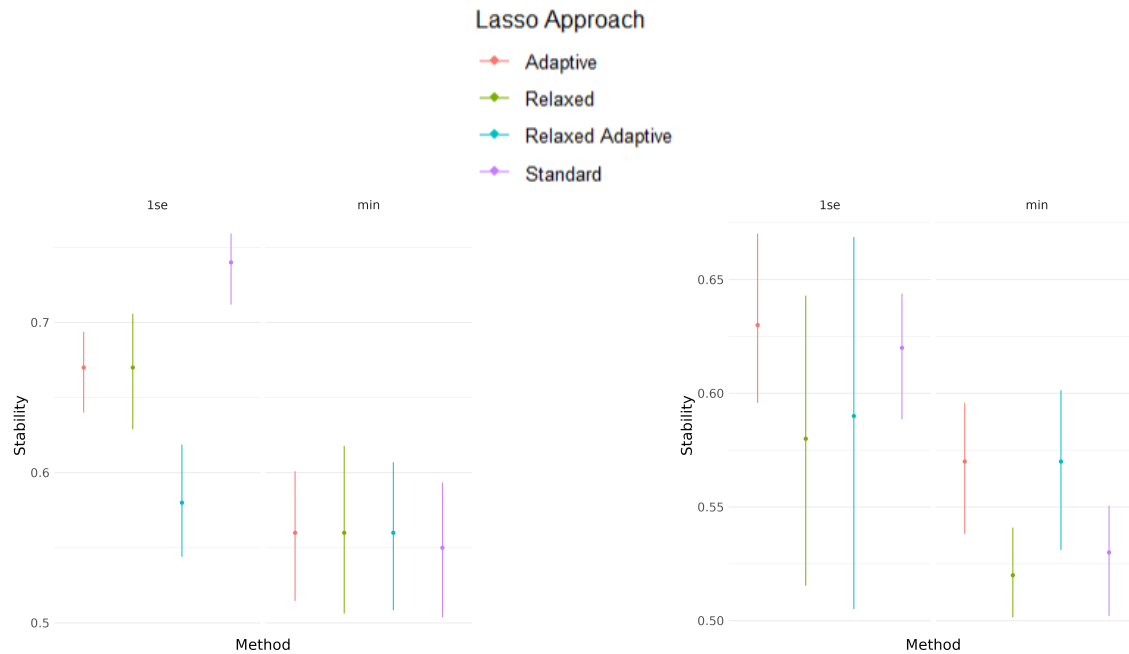 Lasso Approach
Adaptive
Relaxed
Relaxed Adaptive
Standard
1se
min
0.7
0.6
0.5
Stability
Method
1se
min
0.65
0.60
0.55
0.50
Stability
Method